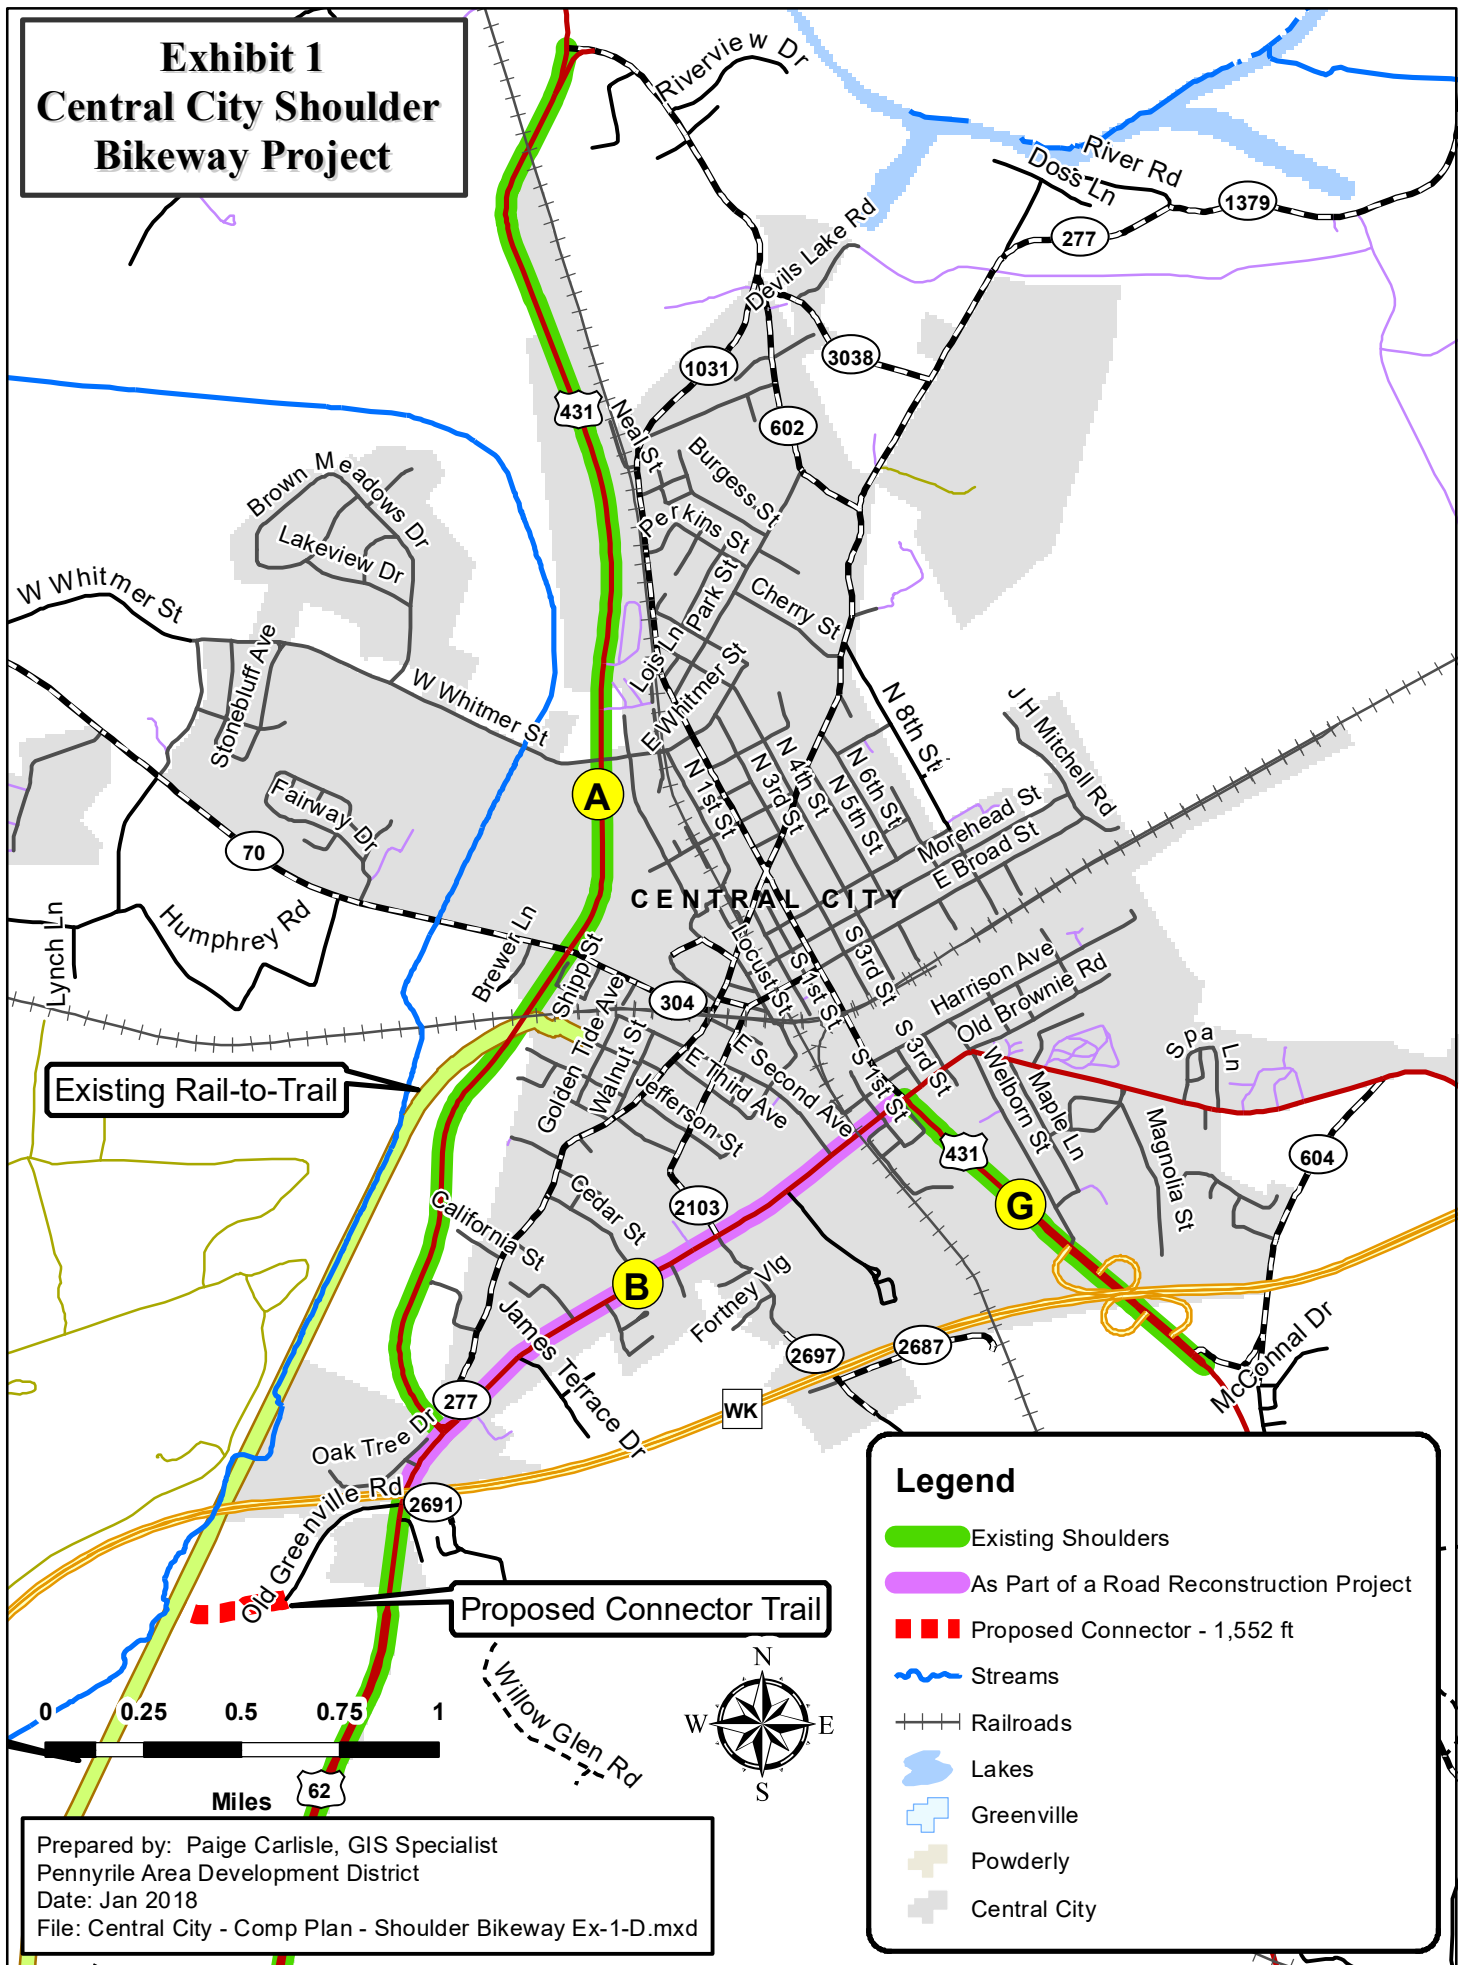 Exhibit 1
Central City Shoulder
Bikeway Project
Riverview Dr
River Rd
Doss Ln
1379
277
Devils Lake Rd
1031
3038
431
602
Neal St
Burgess St
Brown Meadows Dr
Perkins St
Lakeview Dr
W Whitmer St
Park St
Cherry St
Stonebluff Ave
Lois Ln
W Whitmer St
E Whitmer St
N 8th St
J H Mitchell Rd
N 1st St
N 3rd St
N 4th St
N 5th St
N 6th St
Fairway Dr
A
Morehead St
E Broad St
70
CENTRAL CITY
Humphrey Rd
Lynch Ln
Brewer Ln
Shipp St
Locust St
S 1st St
S 3rd St
Harrison Ave
Old Brownie Rd
304
Golden Tide Ave
Walnut St
E Third Ave
E Second Ave
Jefferson St
S 1st St
S 3rd St
Welborn St
Maple Ln
Spa Ln
Magnolia St
Existing Rail-to-Trail
431
604
G
California St
Cedar St
2103
B
Fortney Vlg
James Terrace Dr
2697
2687
McConnal Dr
277
WK
Oak Tree Dr
Old Greenville Rd
2691
Proposed Connector Trail
Willow Glen Rd
N
W E
S
0 0.25 0.5 0.75 1
Miles
62
Legend
Existing Shoulders
As Part of a Road Reconstruction Project
Proposed Connector - 1,552 ft
Streams
Railroads
Lakes
Greenville
Powderly
Central City
Prepared by: Paige Carlisle, GIS Specialist
Pennyrile Area Development District
Date: Jan 2018
File: Central City - Comp Plan - Shoulder Bikeway Ex-1-D.mxd